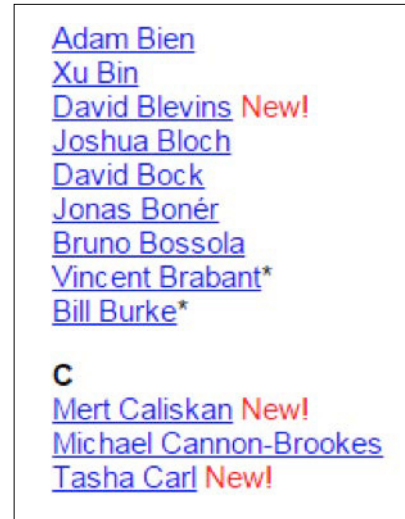 Adam Bien
Xu Bin
David Blevins New!
Joshua Bloch
David Bock
Jonas Bonér
Bruno Bossola
Vincent Brabant*
Bill Burke*
C
Mert Caliskan New!
Michael Cannon-Brookes
Tasha Carl New!